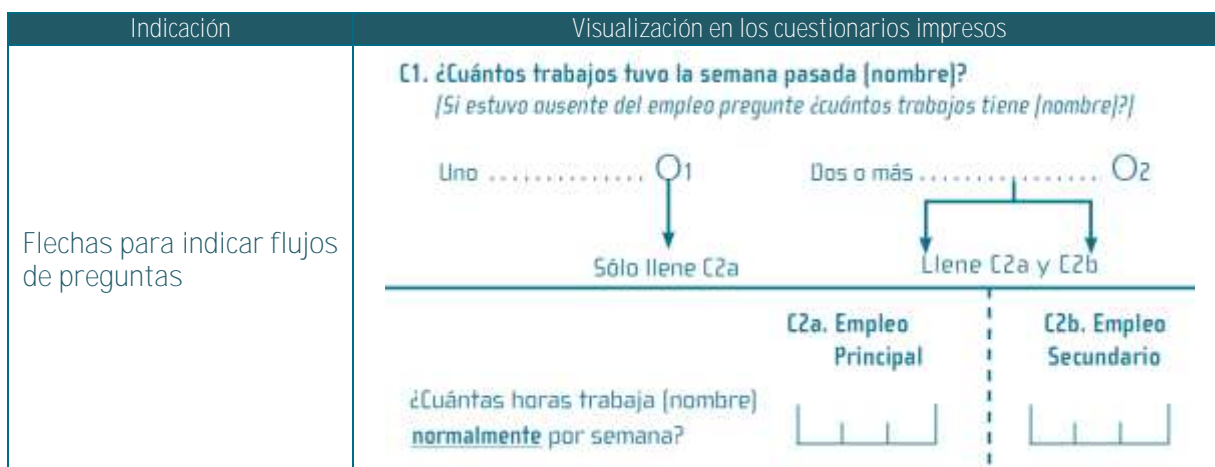 Indicación
Visualización en los cuestionarios impresos
Flechas para indicar flujos
de preguntas
C1. ¿Cuántos trabajos tuvo la semana pasada (nombre)?
(Si estuvo ausente del empleo pregunte ¿cuántos trabajos tiene (nombre)?)
Uno .............. 1
Dos o más ................. 2
Sólo llene C2a
Llene C2a y C2b
C2a. Empleo
Principal
C2b. Empleo
Secundario
¿Cuántas horas trabaja (nombre)
normalmente por semana?